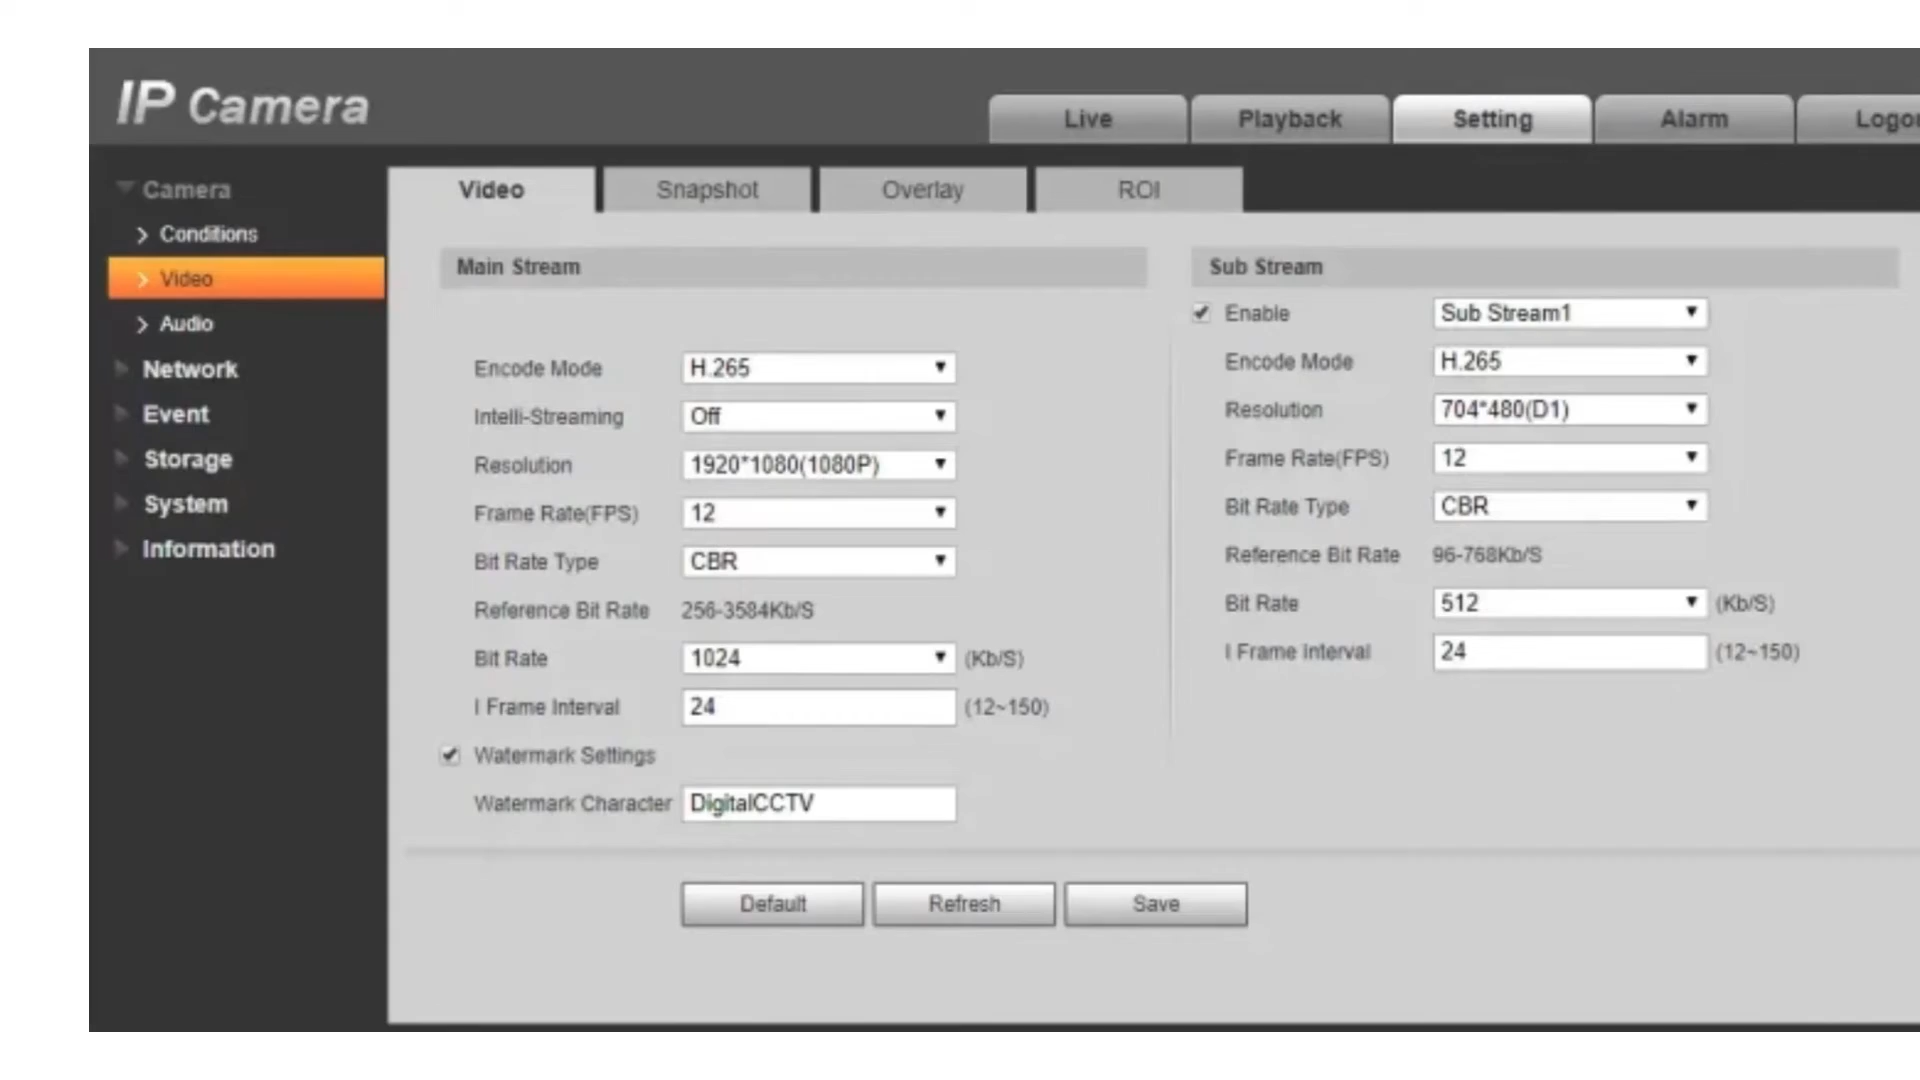 IP Camera
Live
Playback
Setting
Alarm
Camera
Conditions
Video
Audio
Network
Event
Storage
System
Information
Video
Snapshot
Overlay
ROI
Main Stream
Encode Mode H.265
Intelli-Streaming Off
Resolution 1920*1080(1080P)
Frame Rate(FPS) 12
Bit Rate Type CBR
Reference Bit Rate 256-3584Kb/S
Bit Rate 1024 (Kb/S)
I Frame Interval 24 (12~150)
Watermark Settings
Watermark Character DigitalCCTV
Sub Stream
Enable Sub Stream1
Encode Mode H.265
Resolution 704*480(D1)
Frame Rate(FPS) 12
Bit Rate Type CBR
Reference Bit Rate 96-768Kb/S
Bit Rate 512 (Kb/S)
I Frame Interval 24 (12~150)
Default
Refresh
Save